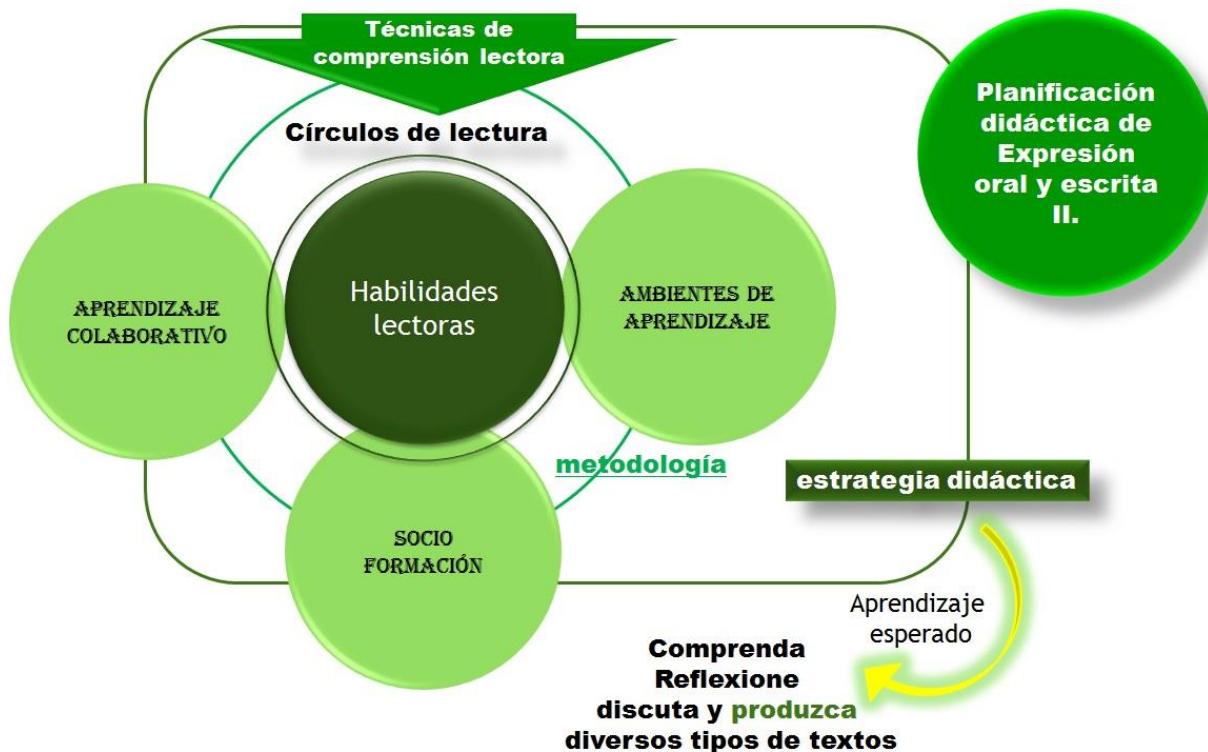 Técnicas de
comprensión lectora
Círculos de lectura
Planificación
didáctica de
Expresión
oral y escrita
II.
Habilidades
lectoras
APRENDIZAJE
COLABORATIVO
AMBIENTES DE
APRENDIZAJE
metodología
estrategia didáctica
SOCIO
FORMACIÓN
Aprendizaje
esperado
Comprenda
Reflexione
discuta y produzca
diversos tipos de textos